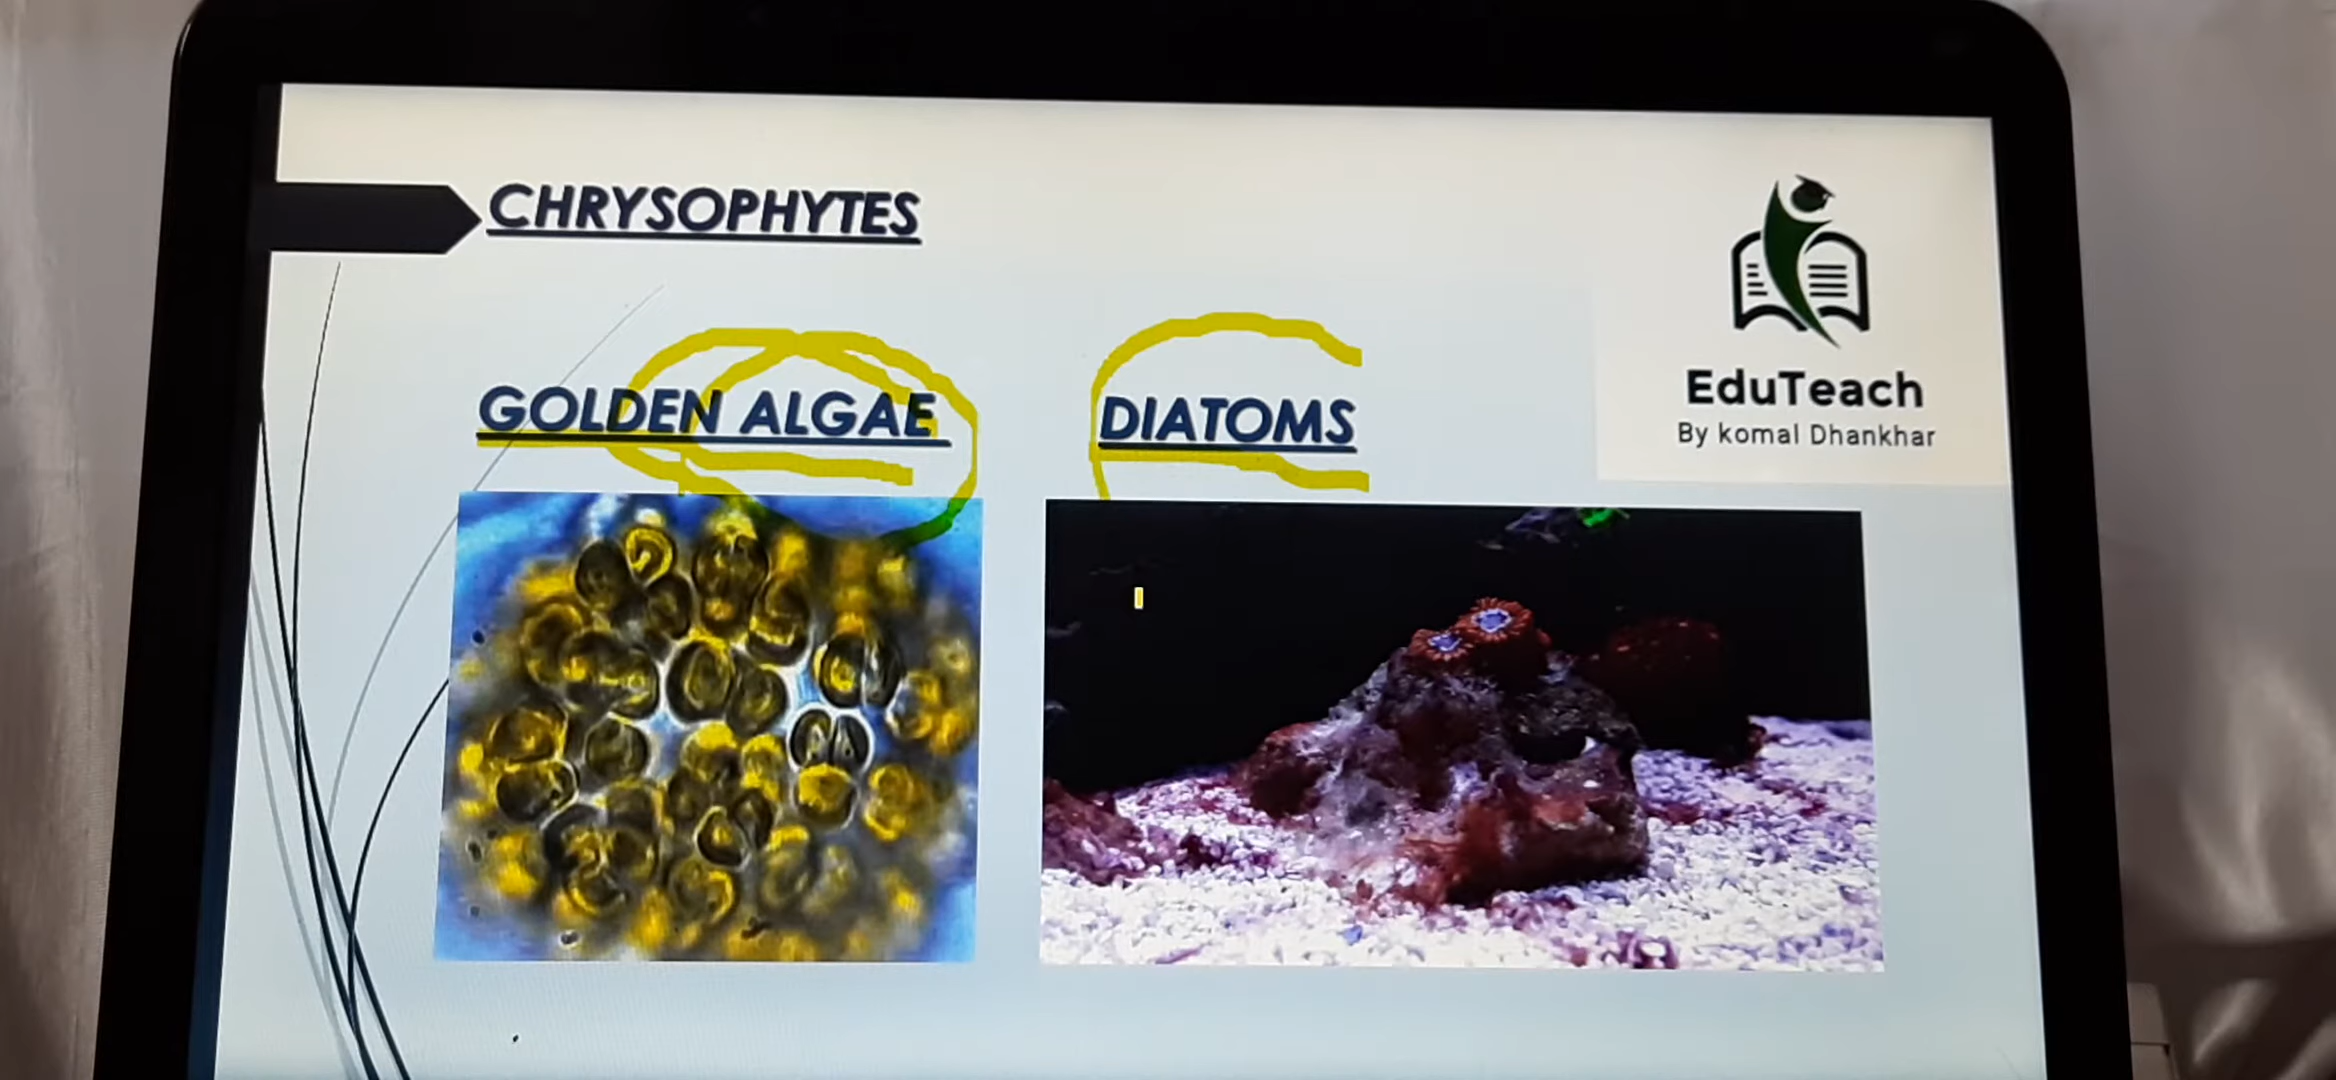 CHRYSOPHYTES
GOLDEN ALGAE
DIATOMS
EduTeach
By komal Dhankhar